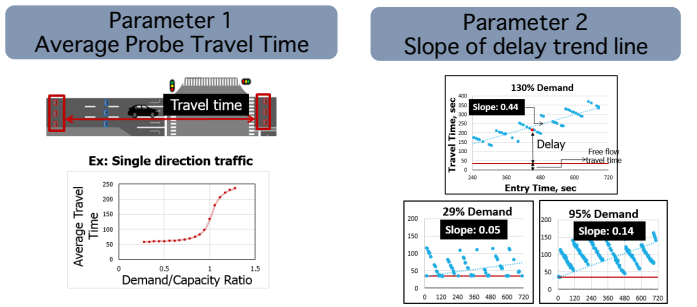 Parameter 1
Average Probe Travel Time
Travel time
Ex: Single direction traffic
Average Travel
Time
250
200
150
100
50
0
0
0.5
1
1.5
Demand/Capacity Ratio
Parameter 2
Slope of delay trend line
130% Demand
Slope: 0.44
Travel Time, sec
400
350
300
250
200
150
100
50
0
Delay
Free flow
travel time
240
360
480
600
720
Entry Time, sec
29% Demand
Slope: 0.05
200
150
100
50
0
0 120 240 360 480 600 720
95% Demand
Slope: 0.14
200
150
100
50
0
0 120 240 360 480 600 720